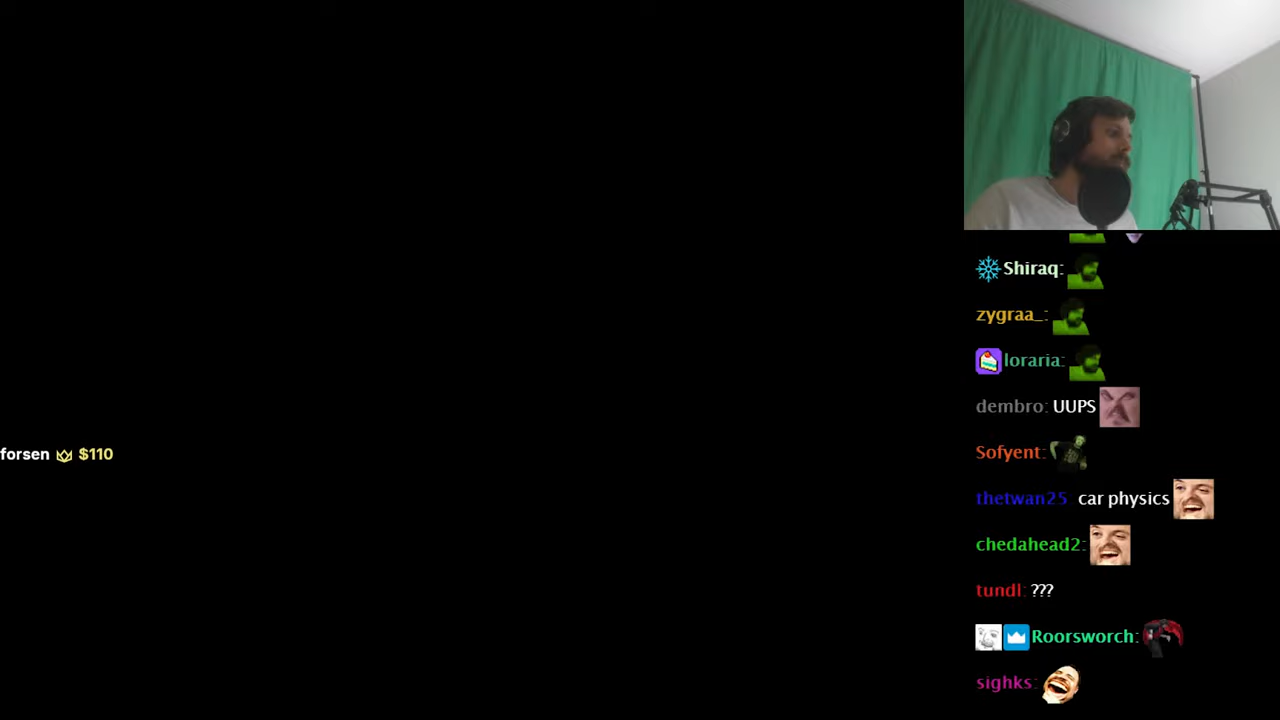 Shiraq:
zygraa_:
loraria:
dembro: UUPS
forsen $110
Sofyent:
thetwan25 car physics
chedahead2:
tundl: ???
Roorsworch:
sighks: